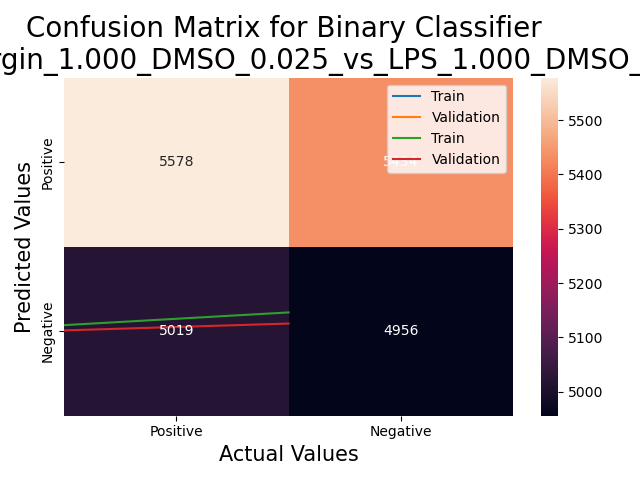 Confusion Matrix for Binary Classifier
rgin_1.000_DMSO_0.025_vs_LPS_1.000_DMSO_
Train
Validation
Train
Validation
5578
5019
4956
Positive
Negative
Predicted Values
Positive
Negative
Actual Values
5500
5400
5300
5200
5100
5000